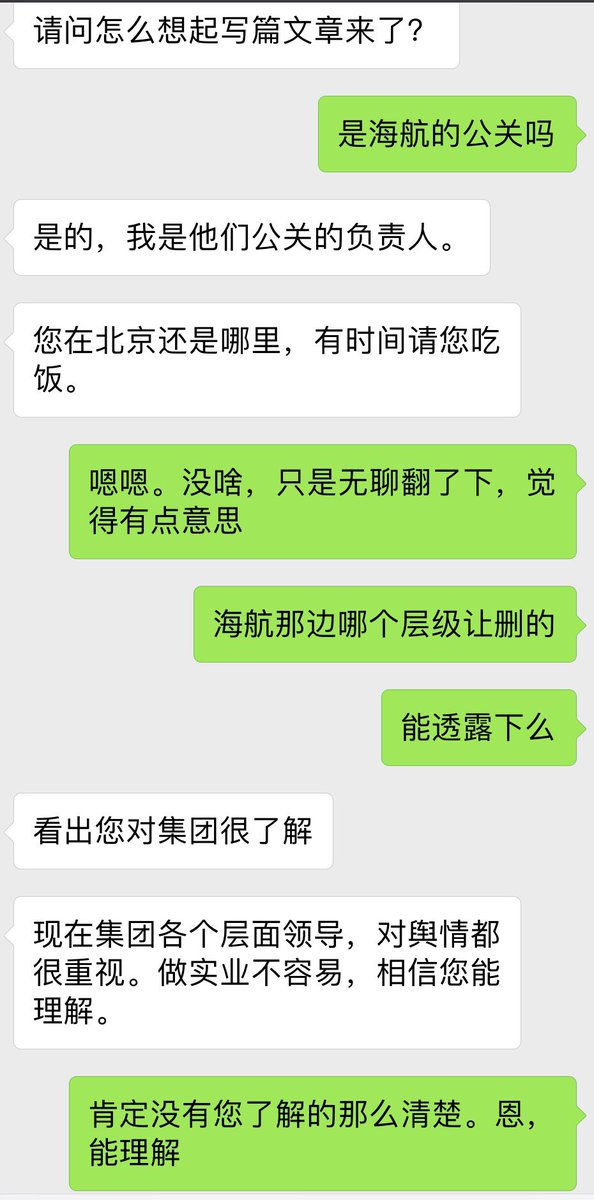 请问怎么想起写篇文章来了？
是海航的公关吗
是的，我是他们公关的负责人。
您在北京还是哪里，有时间请您吃
饭。
嗯嗯。没啥，只是无聊翻了下，觉
得有点意思
海航那边哪个层级让删的
能透露下么
看出您对集团很了解
现在集团各个层面领导，对舆情都
很重视。做实业不容易，相信您能
理解。
肯定没有您了解的那么清楚。恩，
能理解